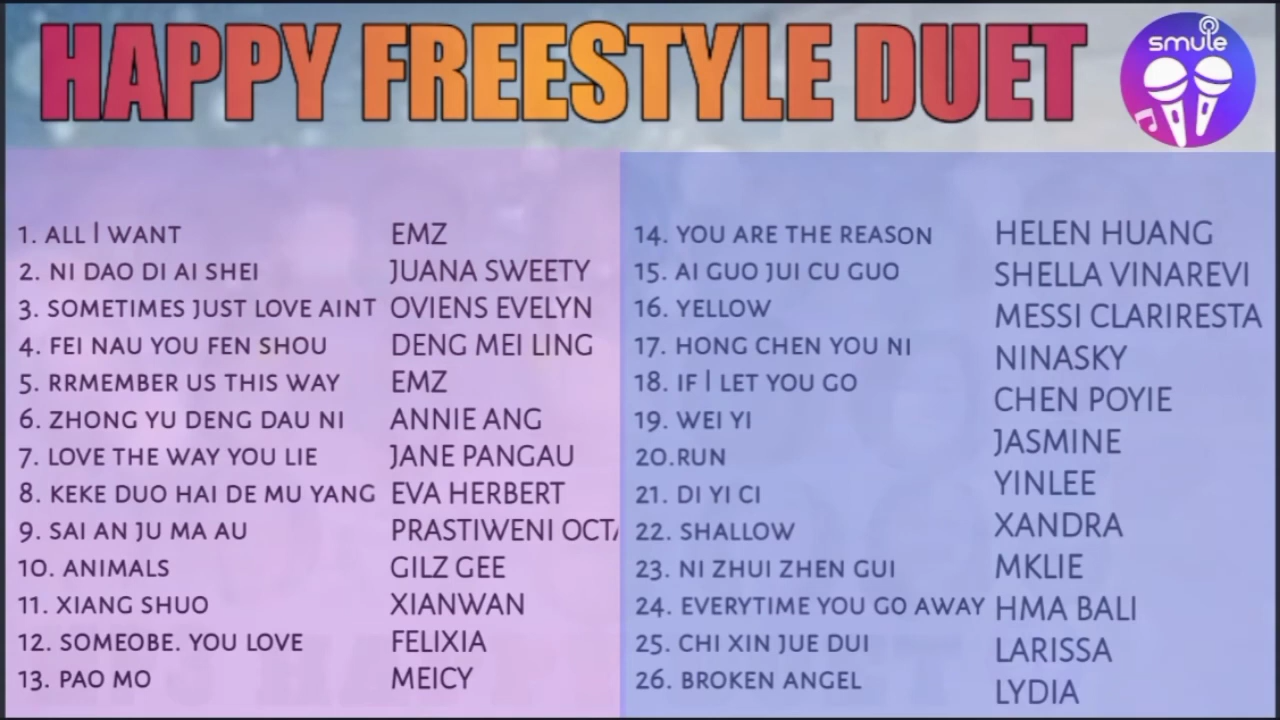 HAPPY FREESTYLE DUET
smule
1. ALL I WANT EMZ
2. NI DAO DI AI SHEI JUANA SWEETY
3. SOMETIMES JUST LOVE AINT OVIENS EVELYN
4. FEI NAU YOU FEN SHOU DENG MEI LING
5. RRMEMBER US THIS WAY EMZ
6. ZHONG YU DENG DAU NI ANNIE ANG
7. LOVE THE WAY YOU LIE JANE PANGAU
8. KEKE DUO HAI DE MU YANG EVA HERBERT
9. SAI AN JU MA AU PRASTIWENI OCT
10. ANIMALS GILZ GEE
11. XIANG SHUO XIANWAN
12. SOMEOBE. YOU LOVE FELIXIA
13. PAO MO MEICY
14. YOU ARE THE REASON
15. AI GUO JUI CU GUO
16. YELLOW
17. HONG CHEN YOU NI
18. IF I LET YOU GO
19. WEI YI
20.RUN
21. DI YI CI
22. SHALLOW
23. NI ZHUI ZHEN GUI
24. EVERYTIME YOU GO AWAY
25. CHI XIN JUE DUI
26. BROKEN ANGEL
HELEN HUANG
SHELLA VINAREVI
MESSI CLARIRESTA
NINASKY
CHEN POYIE
JASMINE
YINLEE
XANDRA
MKLIE
HMA BALI
LARISSA
LYDIA